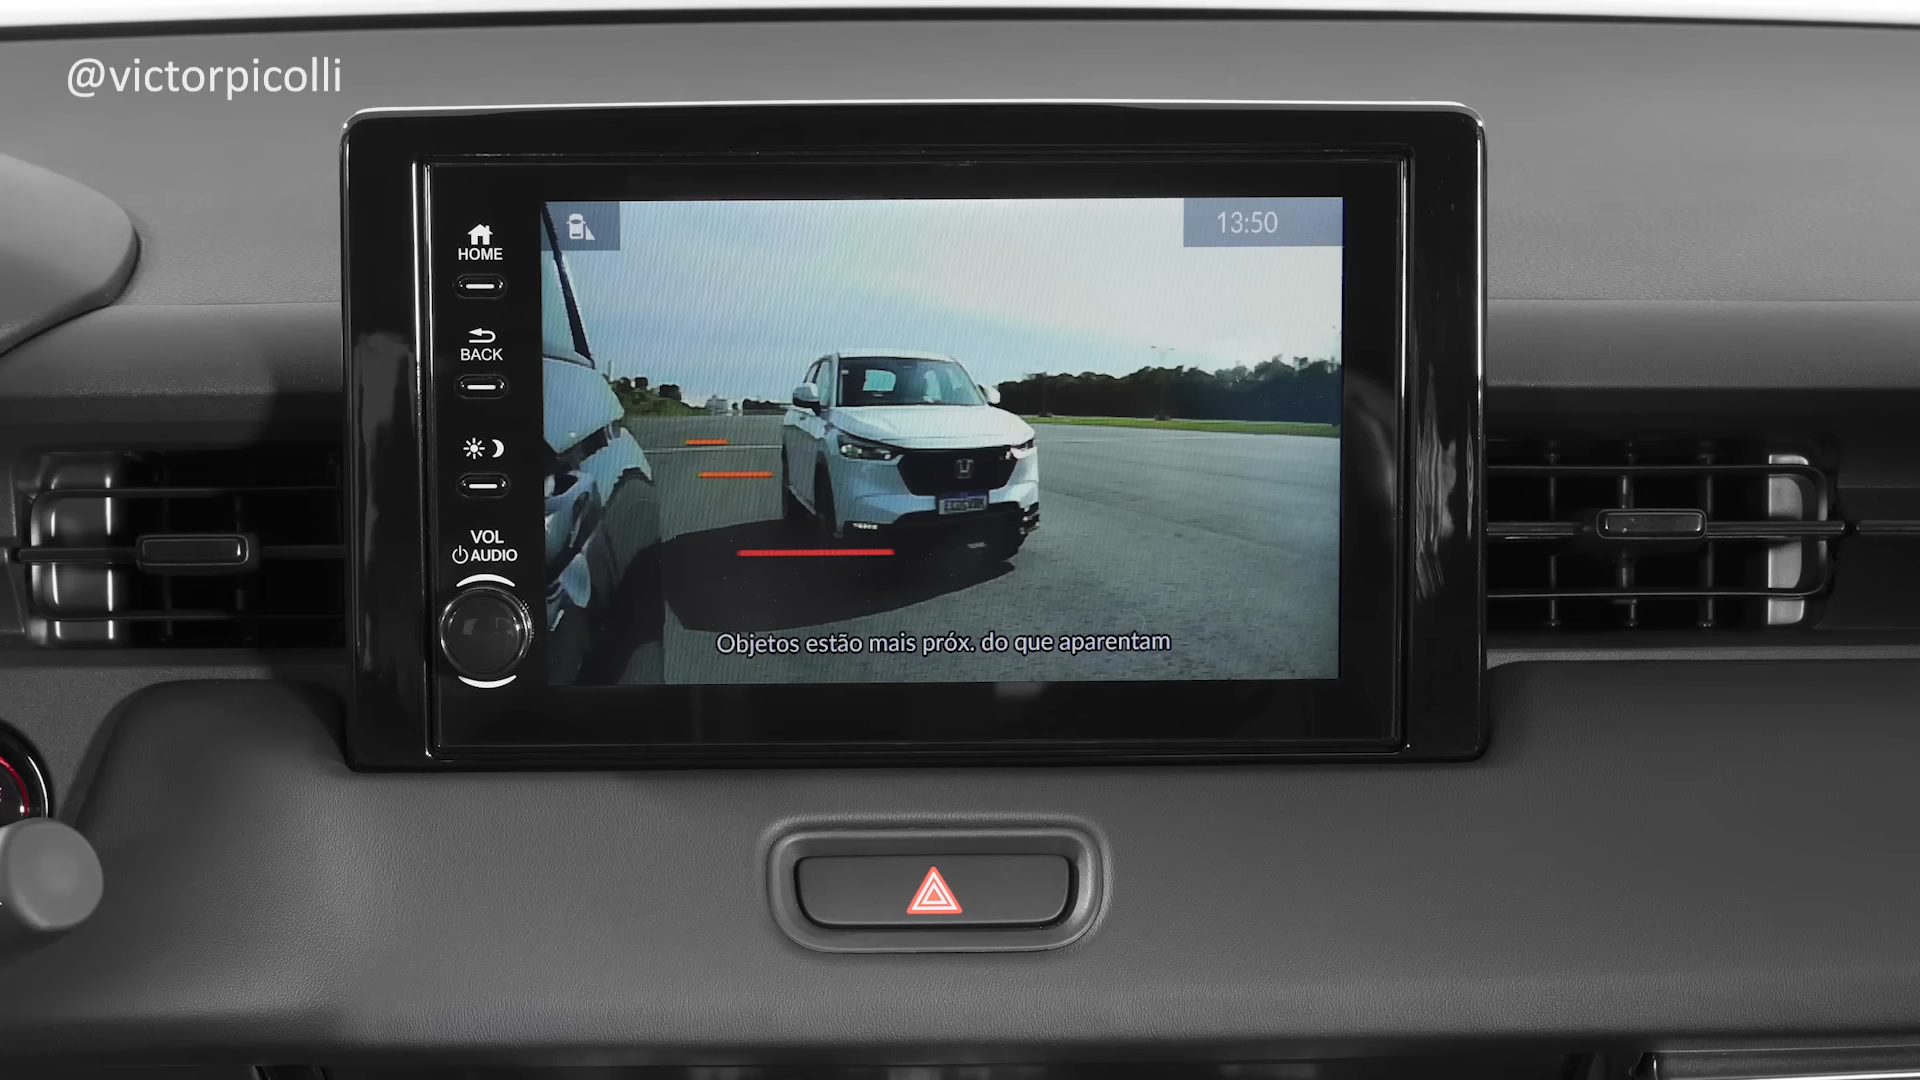 @victorpicolli
HOME
13:50
BACK
VOL
AUDIO
Objetos estão mais próx. do que aparentam